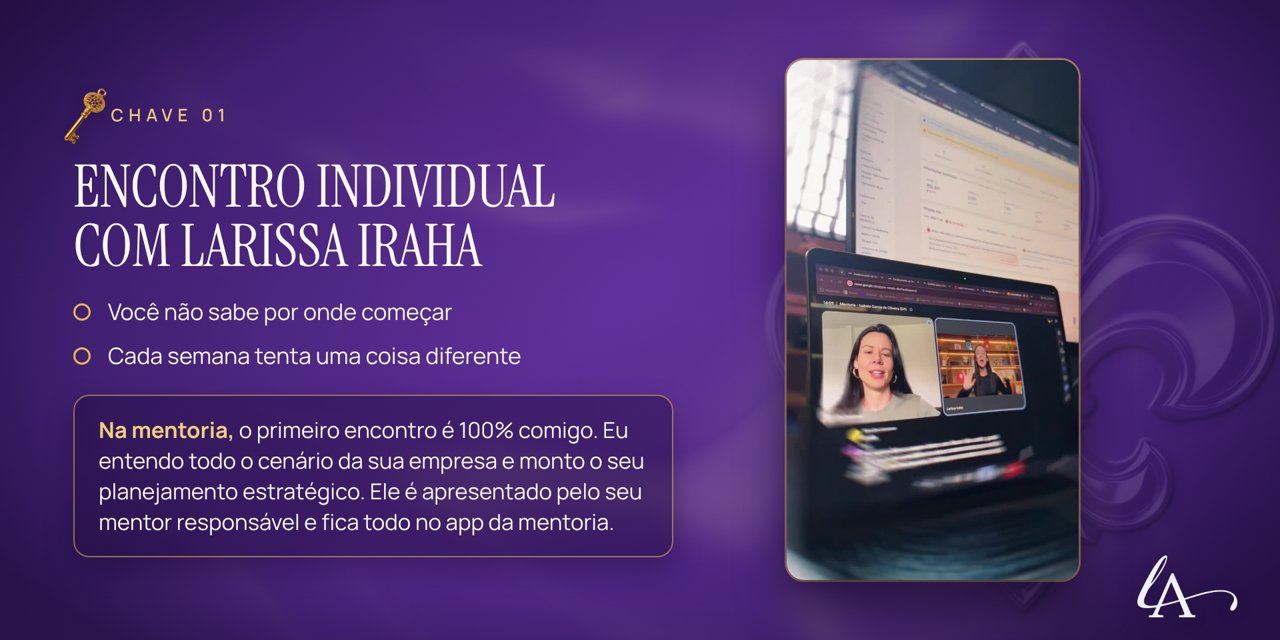 CHAVE 01
ENCONTRO INDIVIDUAL
COM LARISSA IRAHA
Você não sabe por onde começar
Cada semana tenta uma coisa diferente
Na mentoria, o primeiro encontro é 100% comigo. Eu
entendo todo o cenário da sua empresa e monto o seu
planejamento estratégico. Ele é apresentado pelo seu
mentor responsável e fica todo no app da mentoria.
LA